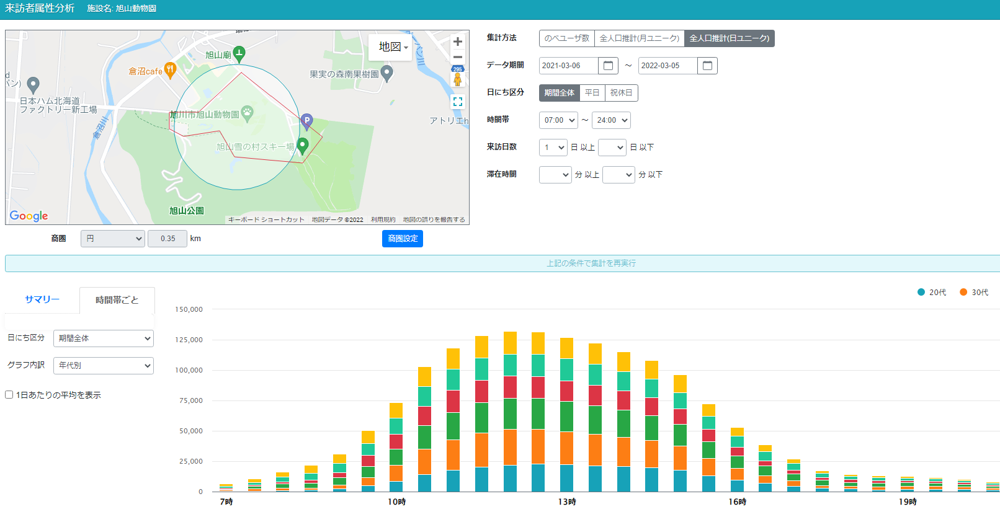 来訪者属性分析 施設名: 旭山動物園
地図
旭山廟
倉沼cafe
果実の森南果樹園
295
日本ハム北海道
ファクトリー新工場
パン)
旭川市旭山動物園
P
アトリエh
倉沼川
旭山雪の村スキー場
旭山公園
Google
キーボード ショートカット 地図データ ©2022 利用規約 地図の誤りを報告する
商圏 円 0.35 km 商圏設定
集計方法 のべユーザ数 全人口推計(月ユニーク) 全人口推計(日ユニーク)
データ期間 2021-03-06 ～ 2022-03-05
日にち区分 期間全体 平日 祝休日
時間帯 07:00 ～ 24:00
来訪日数 1 日 以上 日 以下
滞在時間 分 以上 分 以下
上記の条件で集計を再実行
サマリー 時間帯ごと
日にち区分 期間全体
グラフ内訳 年代別
1日あたりの平均を表示
20代 30代
150,000
125,000
100,000
75,000
50,000
25,000
0
7時 10時 13時 16時 19時